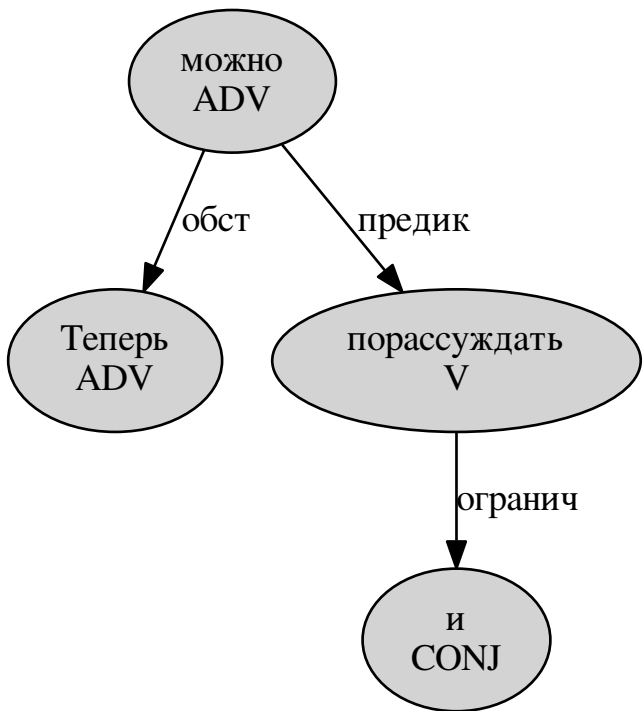 можно
ADV
обст
предик
Теперь
ADV
порассуждать
V
огранич
и
CONJ